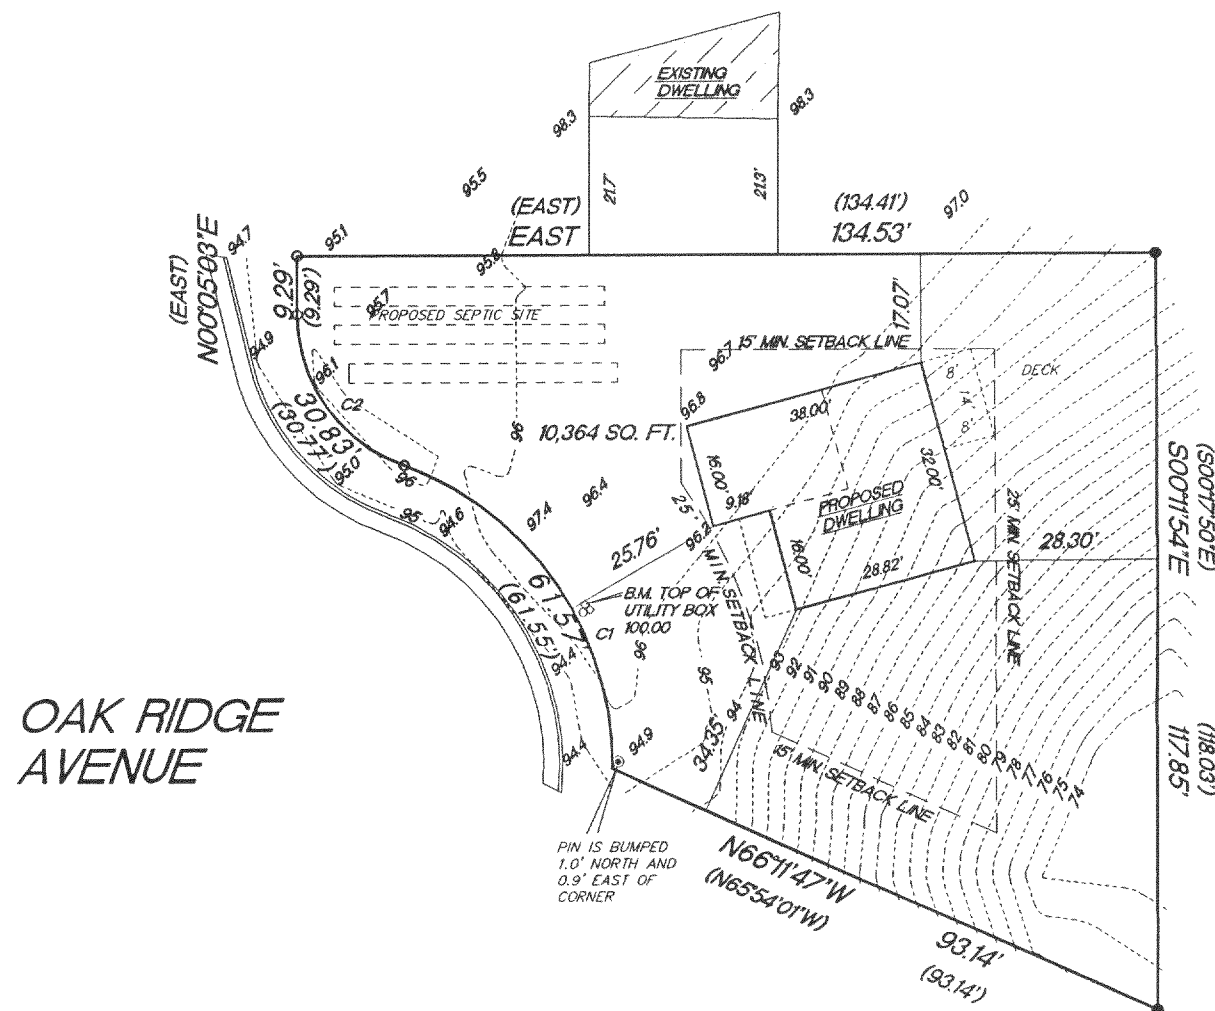 EXISTING
DWELLING
98.3
98.3
95.5
21.7'
21.3'
(EAST)
EAST
(134.41')
134.53'
97.0
94.7
95.1
(EAST)
N00°05'03"E
9.29'
(9.29')
95.8
95.7
PROPOSED SEPTIC SITE
17.07'
15' MIN. SETBACK LINE
94.9
96.1
96.7
8'
DECK
14'
8'
C2
30.83'
(30.77')
96.8
38.00'
96
10,364 SQ. FT.
95.0
96
16.00'
32.00'
9.18'
PROPOSED
DWELLING
(S00°17'50"E)
S00°11'54"E
96.4
97.4
95
94.6
25'
MIN. SETBACK LINE
96.2
25' MIN. SETBACK LINE
25.76'
16.00'
28.82'
28.30'
61.57'
(61.55')
B.M. TOP OF
UTILITY BOX
100.00
C1
94.4
96
95
93
92
91
90
89
88
87
86
85
84
83
82
81
80
79
78
77
76
75
74
94
34.35'
15' MIN. SETBACK LINE
(118.03')
117.85'
OAK RIDGE
AVENUE
94.4
94.9
PIN IS BUMPED
1.0' NORTH AND
0.9' EAST OF
CORNER
N66°11'47"W
(N65°54'01"W)
93.14'
(93.14')